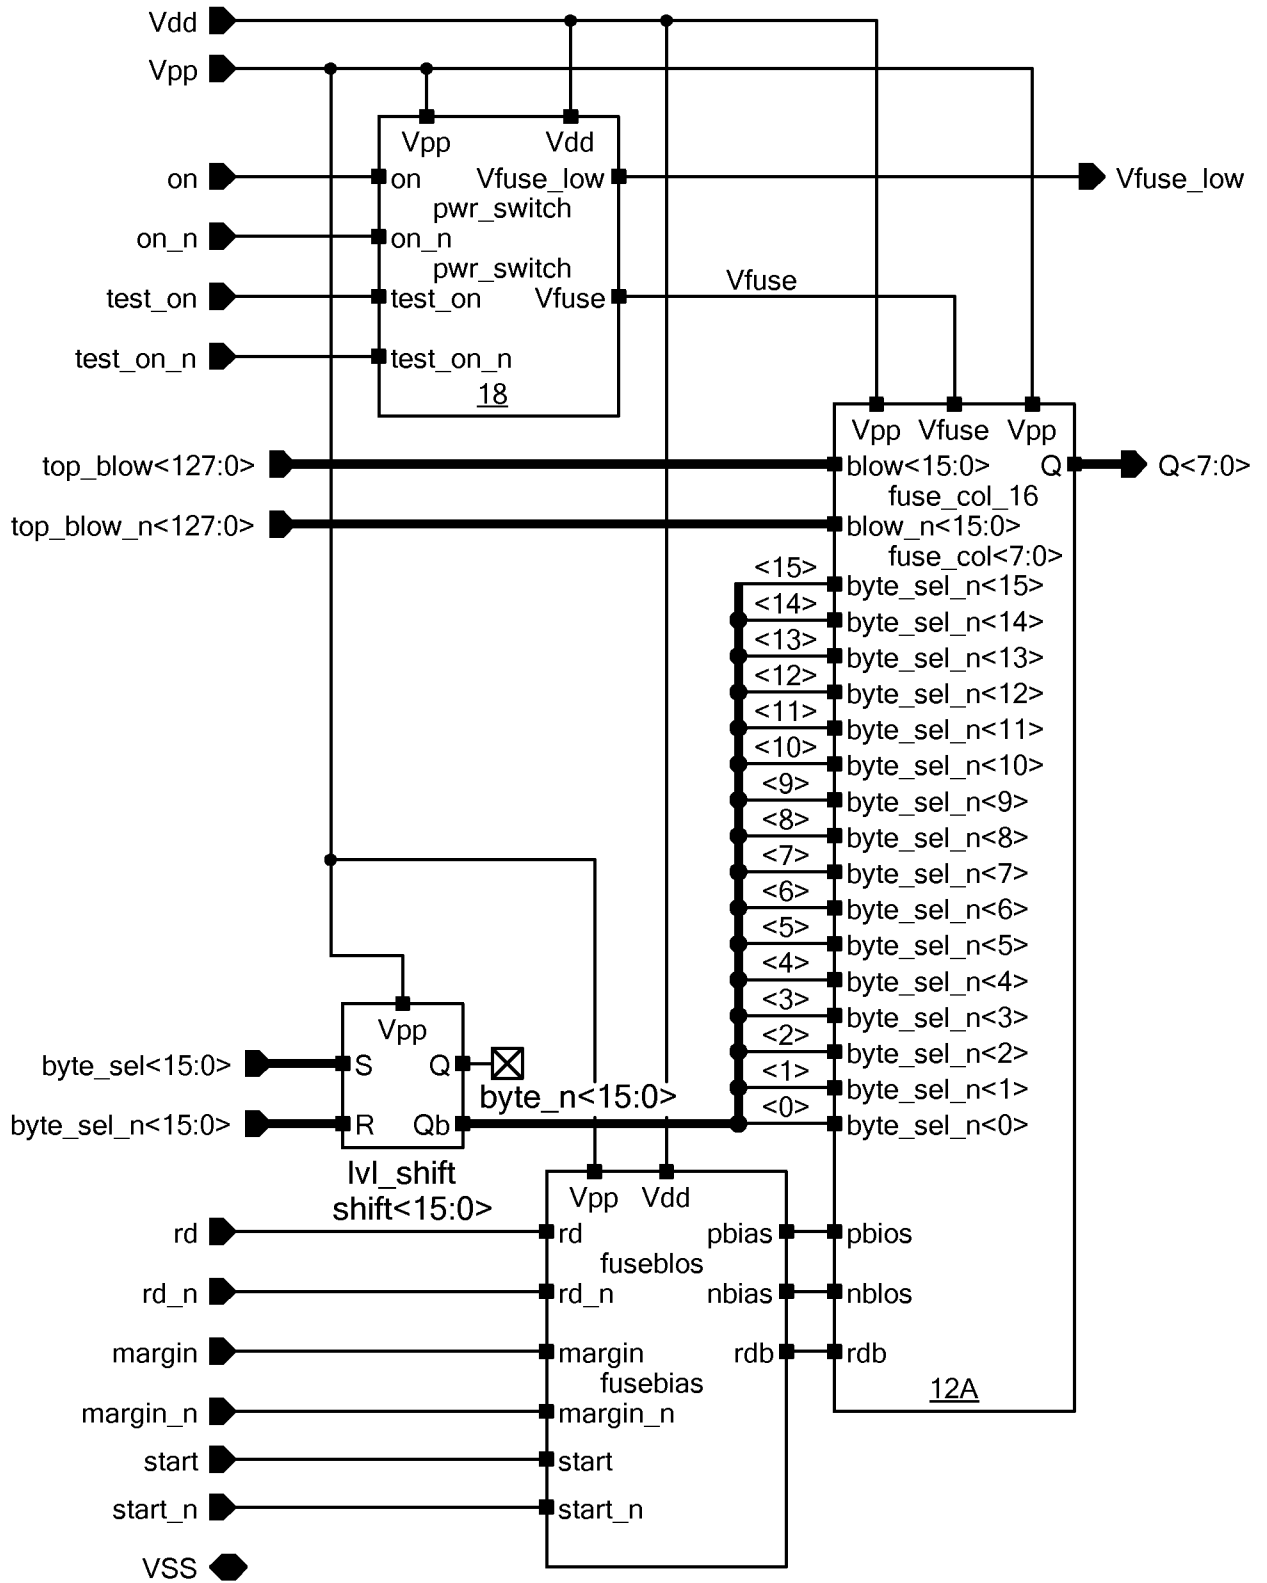 Vdd
Vpp
Vpp Vdd
on on Vfuse_low Vfuse_low
pwr_switch
on_n on_n
pwr_switch
Vfuse
test_on test_on Vfuse
test_on_n test_on_n
18
Vpp Vfuse Vpp
top_blow<127:0> blow<15:0> Q Q<7:0>
fuse_col_16
top_blow_n<127:0> blow_n<15:0>
fuse_col<7:0>
<15> byte_sel_n<15>
<14> byte_sel_n<14>
<13> byte_sel_n<13>
<12> byte_sel_n<12>
<11> byte_sel_n<11>
<10> byte_sel_n<10>
<9> byte_sel_n<9>
<8> byte_sel_n<8>
<7> byte_sel_n<7>
<6> byte_sel_n<6>
<5> byte_sel_n<5>
<4> byte_sel_n<4>
<3> byte_sel_n<3>
<2> byte_sel_n<2>
<1> byte_sel_n<1>
<0> byte_sel_n<0>
Vpp
byte_sel<15:0> S Q
byte_n<15:0>
byte_sel_n<15:0> R Qb
lvl_shift
shift<15:0>
Vpp Vdd
rd rd pbias pbios
fuseblos
rd_n rd_n nbias nblos
margin margin rdb rdb
fusebias
12A
margin_n margin_n
start start
start_n start_n
VSS